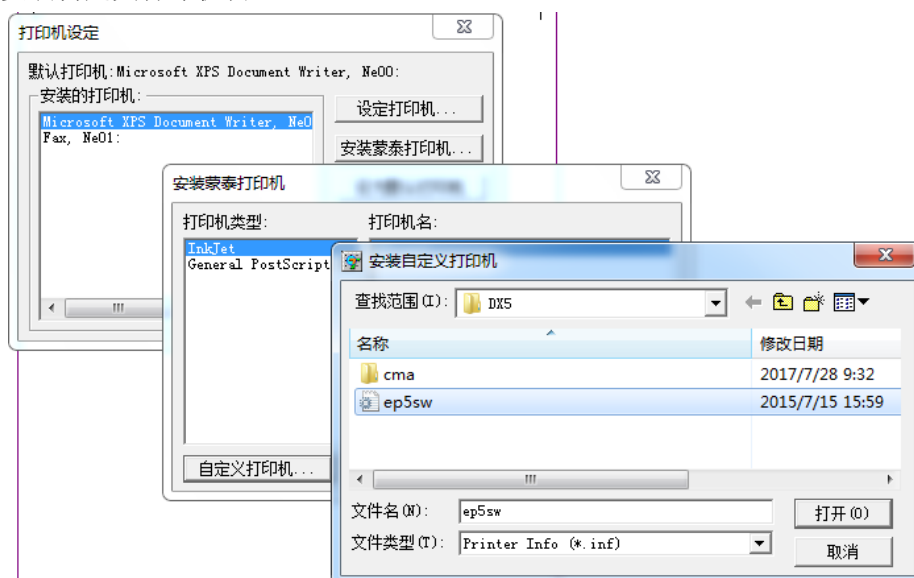 打印机设定
默认打印机:Microsoft XPS Document Writer, Ne00:
安装的打印机:
Microsoft XPS Document Writer, Ne0
Fax, Ne01:
设定打印机...
安装蒙泰打印机...
安装蒙泰打印机
打印机类型:
打印机名:
InkJet
General PostScript
自定义打印机...
安装自定义打印机
查找范围(I):
DX5
名称
修改日期
cma
2017/7/28 9:32
ep5sw
2015/7/15 15:59
文件名(N):
ep5sw
打开(O)
文件类型(T):
Printer Info (*.inf)
取消